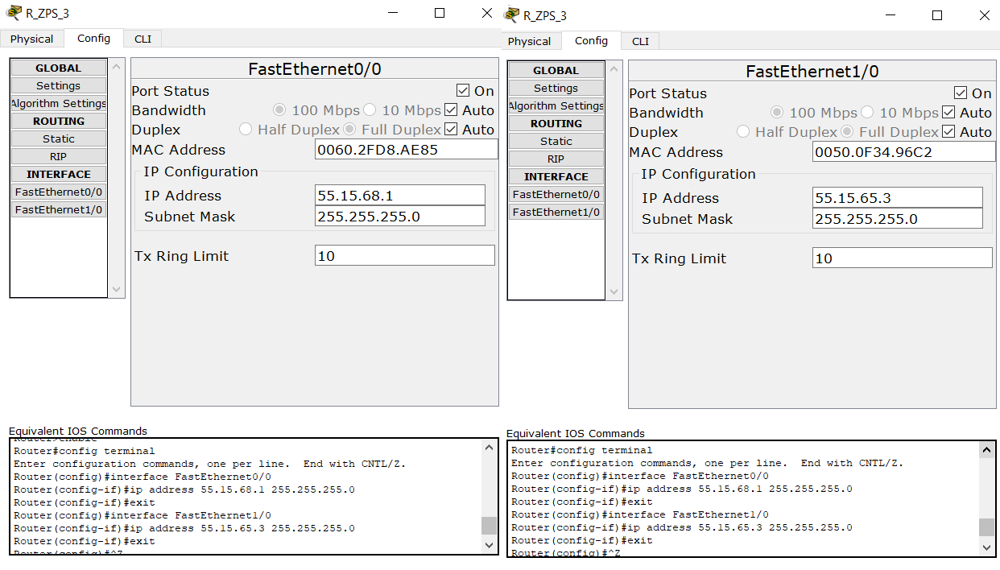 R_ZPS_3
Physical Config CLI
GLOBAL
Settings
Algorithm Settings
ROUTING
Static
RIP
INTERFACE
FastEthernet0/0
FastEthernet1/0
FastEthernet0/0
Port Status On
Bandwidth 100 Mbps 10 Mbps Auto
Duplex Half Duplex Full Duplex Auto
MAC Address 0060.2FD8.AE85
IP Configuration
IP Address 55.15.68.1
Subnet Mask 255.255.255.0
Tx Ring Limit 10
Equivalent IOS Commands
Router>enable
Router#config terminal
Enter configuration commands, one per line.  End with CNTL/Z.
Router(config)#interface FastEthernet0/0
Router(config-if)#ip address 55.15.68.1 255.255.255.0
Router(config-if)#exit
Router(config)#interface FastEthernet1/0
Router(config-if)#ip address 55.15.65.3 255.255.255.0
Router(config-if)#exit
Router(config)#^Z
R_ZPS_3
Physical Config CLI
GLOBAL
Settings
Algorithm Settings
ROUTING
Static
RIP
INTERFACE
FastEthernet0/0
FastEthernet1/0
FastEthernet1/0
Port Status On
Bandwidth 100 Mbps 10 Mbps Auto
Duplex Half Duplex Full Duplex Auto
MAC Address 0050.0F34.96C2
IP Configuration
IP Address 55.15.65.3
Subnet Mask 255.255.255.0
Tx Ring Limit 10
Equivalent IOS Commands
Router#config terminal
Enter configuration commands, one per line.  End with CNTL/Z.
Router(config)#interface FastEthernet0/0
Router(config-if)#ip address 55.15.68.1 255.255.255.0
Router(config-if)#exit
Router(config)#interface FastEthernet1/0
Router(config-if)#ip address 55.15.65.3 255.255.255.0
Router(config-if)#exit
Router(config)#^Z